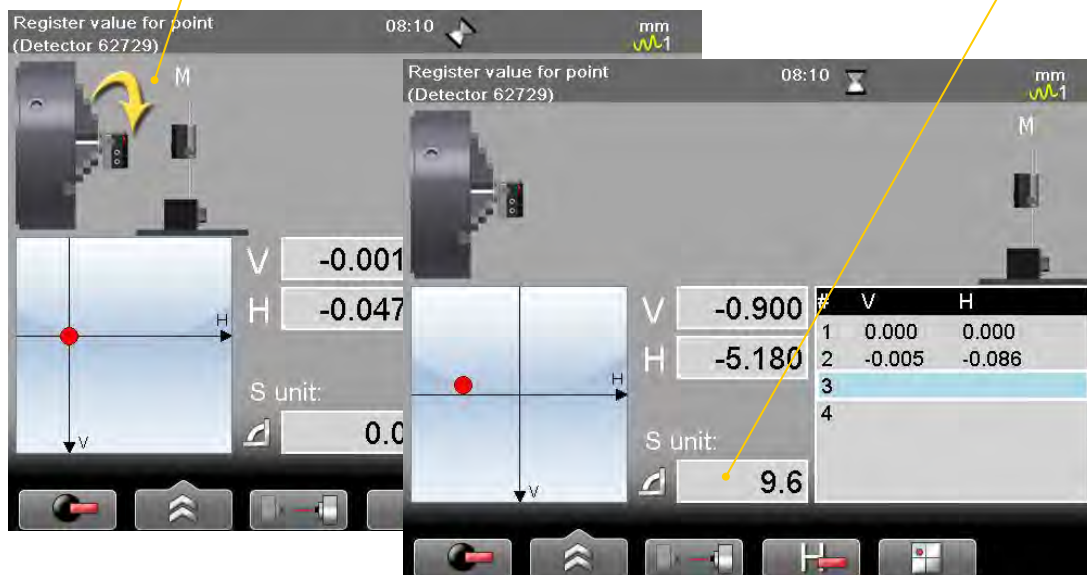 Register value for point
(Detector 62729)
08:10
mm
1
M
V
-0.001
H
-0.047
H
V
S unit:
0.0
Register value for point
(Detector 62729)
08:10
mm
1
M
V
-0.900
H
-5.180
H
V
S unit:
9.6
# V H
1 0.000 0.000
2 -0.005 -0.086
3
4
H